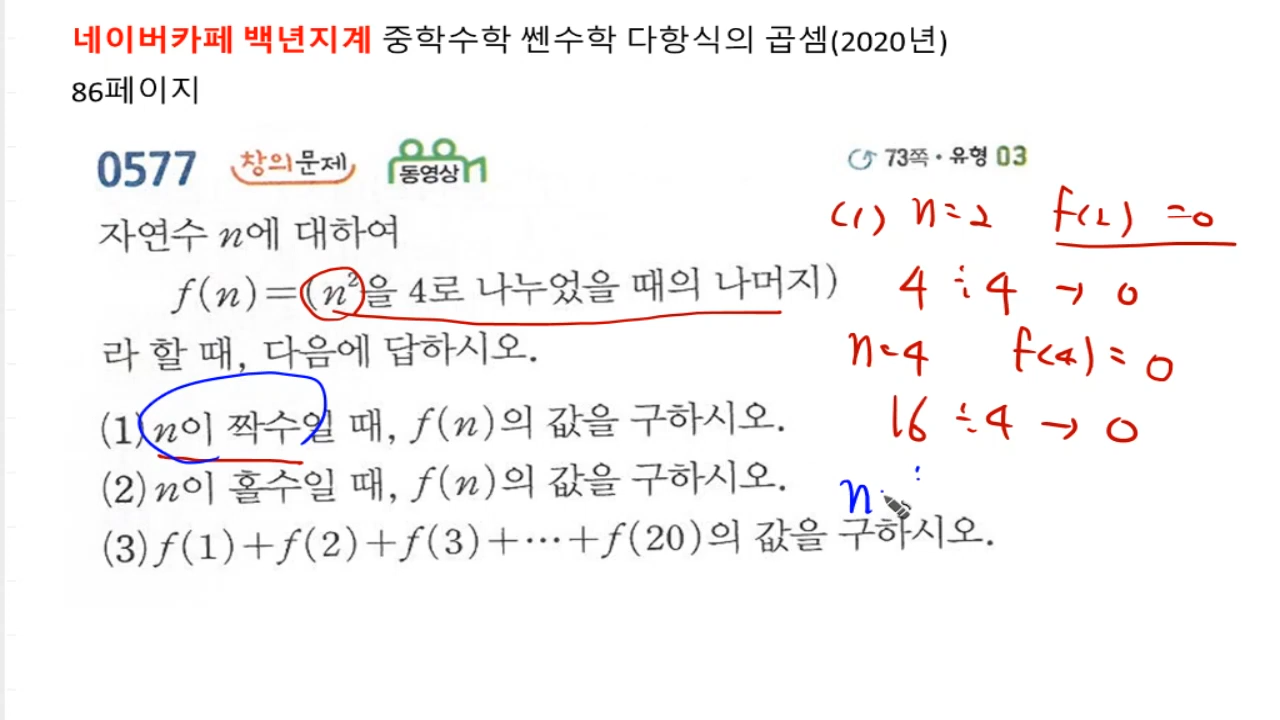 네이버카페 백년지계 중학수학 쎈수학 다항식의 곱셈(2020년)
86페이지
0577 창의문제 동영상 73쪽·유형 03
자연수 n에 대하여
f(n)=(n²을 4로 나누었을 때의 나머지)
라 할 때, 다음에 답하시오.
(1) n이 짝수일 때, f(n)의 값을 구하시오.
(2) n이 홀수일 때, f(n)의 값을 구하시오.
(3) f(1)+f(2)+f(3)+⋯+f(20)의 값을 구하시오.
(1) n=2 f(2) =0
4÷4 → 0
n=4 f(4)=0
16÷4 → 0
n